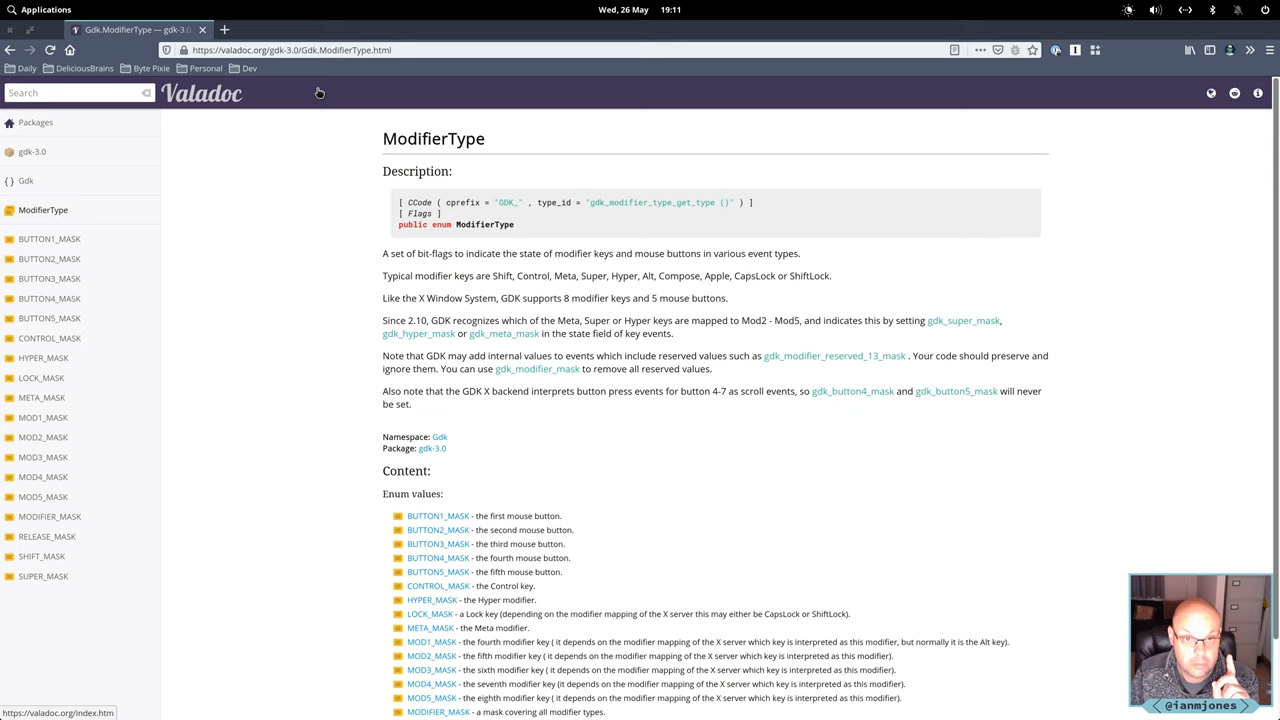 Applications
Wed, 26 May 19:11
Gdk.ModifierType — gdk-3.0
https://valadoc.org/gdk-3.0/Gdk.ModifierType.html
Daily DeliciousBrains Byte Pixie Personal Dev
Search
Valadoc
Packages
gdk-3.0
{ } Gdk
ModifierType
BUTTON1_MASK
BUTTON2_MASK
BUTTON3_MASK
BUTTON4_MASK
BUTTON5_MASK
CONTROL_MASK
HYPER_MASK
LOCK_MASK
META_MASK
MOD1_MASK
MOD2_MASK
MOD3_MASK
MOD4_MASK
MOD5_MASK
MODIFIER_MASK
RELEASE_MASK
SHIFT_MASK
SUPER_MASK
ModifierType
Description:
[ CCode ( cprefix = "GDK_" , type_id = "gdk_modifier_type_get_type ()" ) ]
[ Flags ]
public enum ModifierType
A set of bit-flags to indicate the state of modifier keys and mouse buttons in various event types.
Typical modifier keys are Shift, Control, Meta, Super, Hyper, Alt, Compose, Apple, CapsLock or ShiftLock.
Like the X Window System, GDK supports 8 modifier keys and 5 mouse buttons.
Since 2.10, GDK recognizes which of the Meta, Super or Hyper keys are mapped to Mod2 - Mod5, and indicates this by setting gdk_super_mask,
gdk_hyper_mask or gdk_meta_mask in the state field of key events.
Note that GDK may add internal values to events which include reserved values such as gdk_modifier_reserved_13_mask . Your code should preserve and
ignore them. You can use gdk_modifier_mask to remove all reserved values.
Also note that the GDK X backend interprets button press events for button 4-7 as scroll events, so gdk_button4_mask and gdk_button5_mask will never
be set.
Namespace: Gdk
Package: gdk-3.0
Content:
Enum values:
BUTTON1_MASK - the first mouse button.
BUTTON2_MASK - the second mouse button.
BUTTON3_MASK - the third mouse button.
BUTTON4_MASK - the fourth mouse button.
BUTTON5_MASK - the fifth mouse button.
CONTROL_MASK - the Control key.
HYPER_MASK - the Hyper modifier.
LOCK_MASK - a Lock key (depending on the modifier mapping of the X server this may either be CapsLock or ShiftLock).
META_MASK - the Meta modifier.
MOD1_MASK - the fourth modifier key ( it depends on the modifier mapping of the X server which key is interpreted as this modifier, but normally it is the Alt key).
MOD2_MASK - the fifth modifier key ( it depends on the modifier mapping of the X server which key is interpreted as this modifier).
MOD3_MASK - the sixth modifier key ( it depends on the modifier mapping of the X server which key is interpreted as this modifier).
MOD4_MASK - the seventh modifier key (it depends on the modifier mapping of the X server which key is interpreted as this modifier).
MOD5_MASK - the eighth modifier key ( it depends on the modifier mapping of the X server which key is interpreted as this modifier).
MODIFIER_MASK - a mask covering all modifier types.
https://valadoc.org/index.htm
@ianmjones